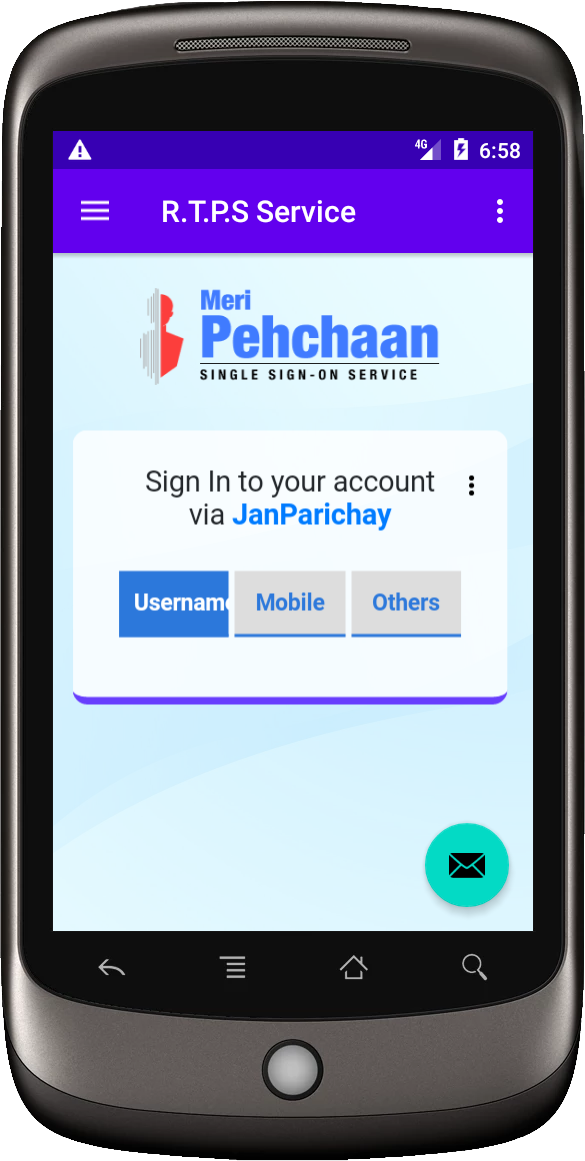 4G 6:58
R.T.P.S Service
Meri
Pehchaan
SINGLE SIGN-ON SERVICE
Sign In to your account
via JanParichay
Username Mobile Others